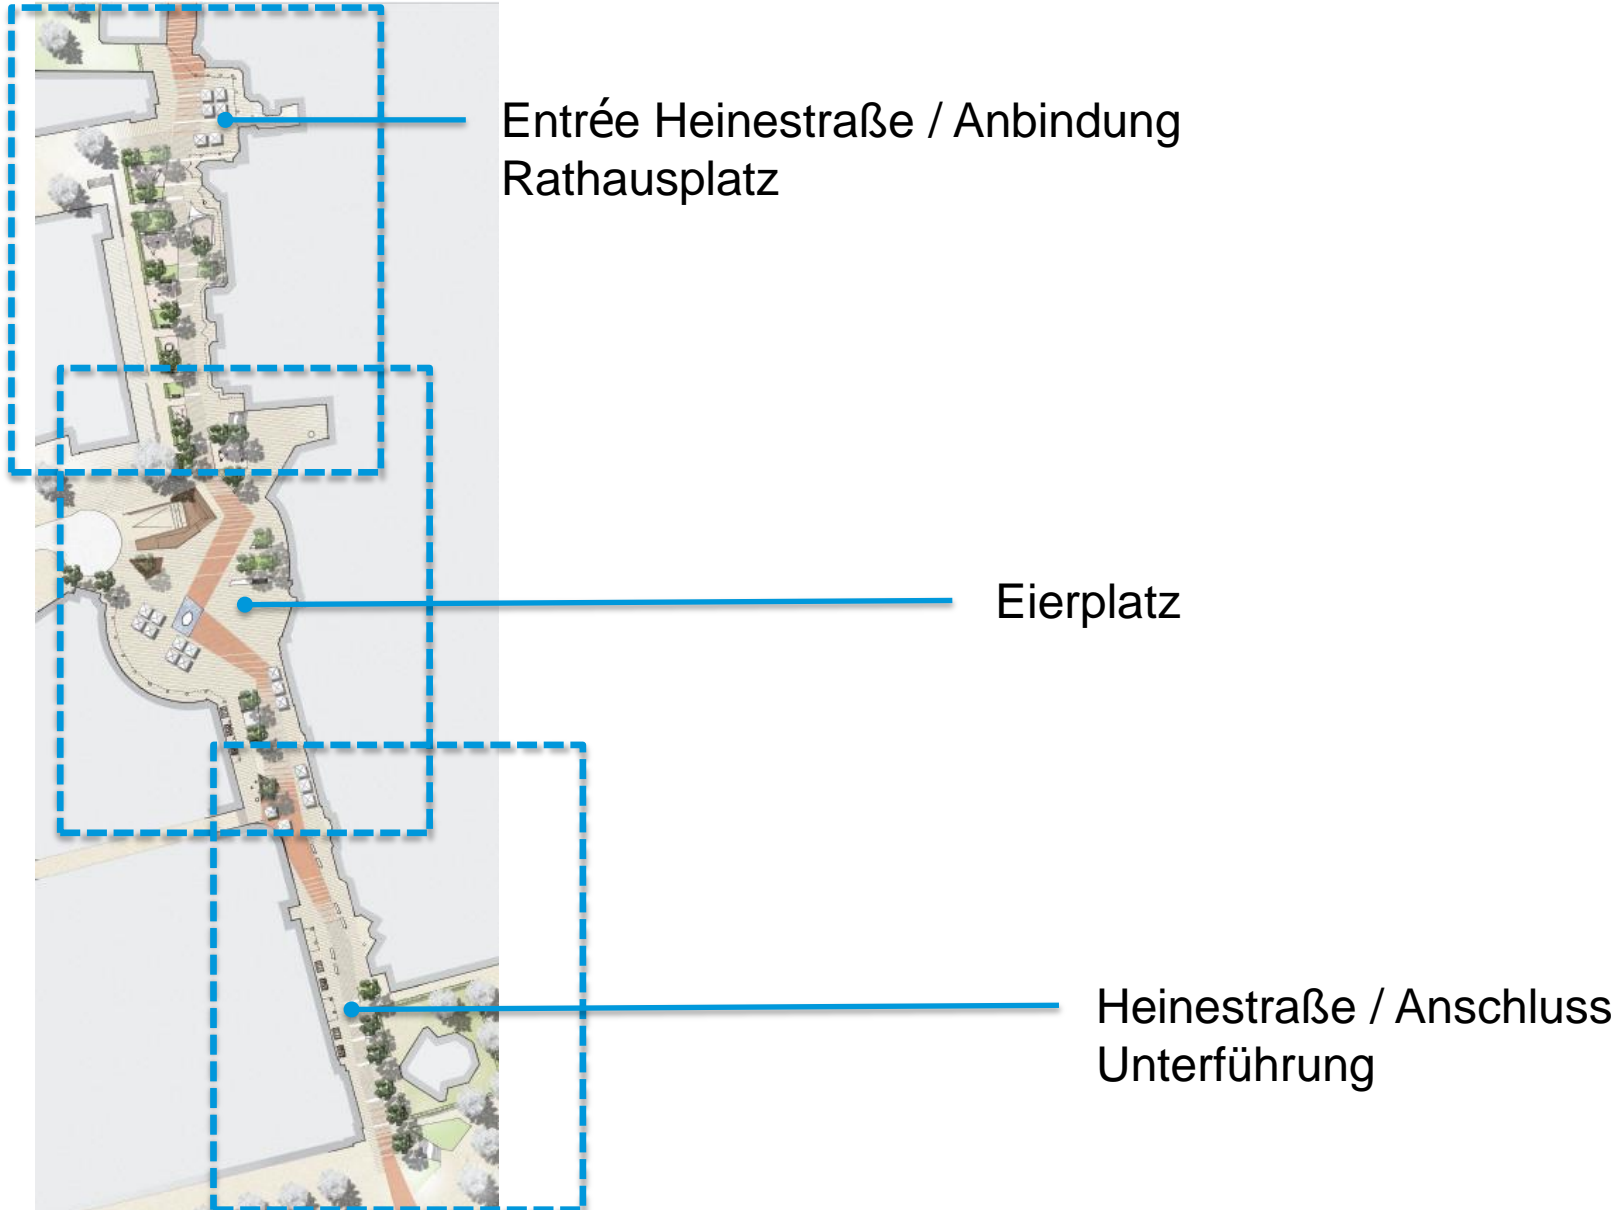 Entrée Heinestraße / Anbindung
Rathausplatz
Eierplatz
Heinestraße / Anschluss
Unterführung